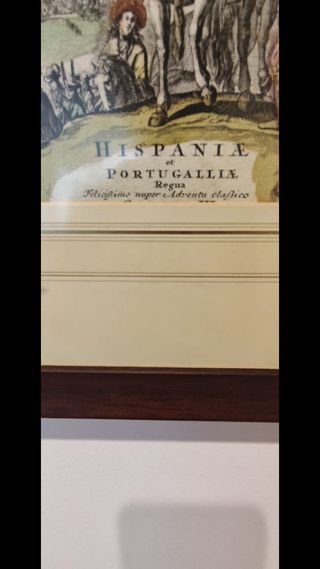 HISPANIÆ
et
PORTUGALLIÆ
Regna
Felicißimo nuper Adventu claßico